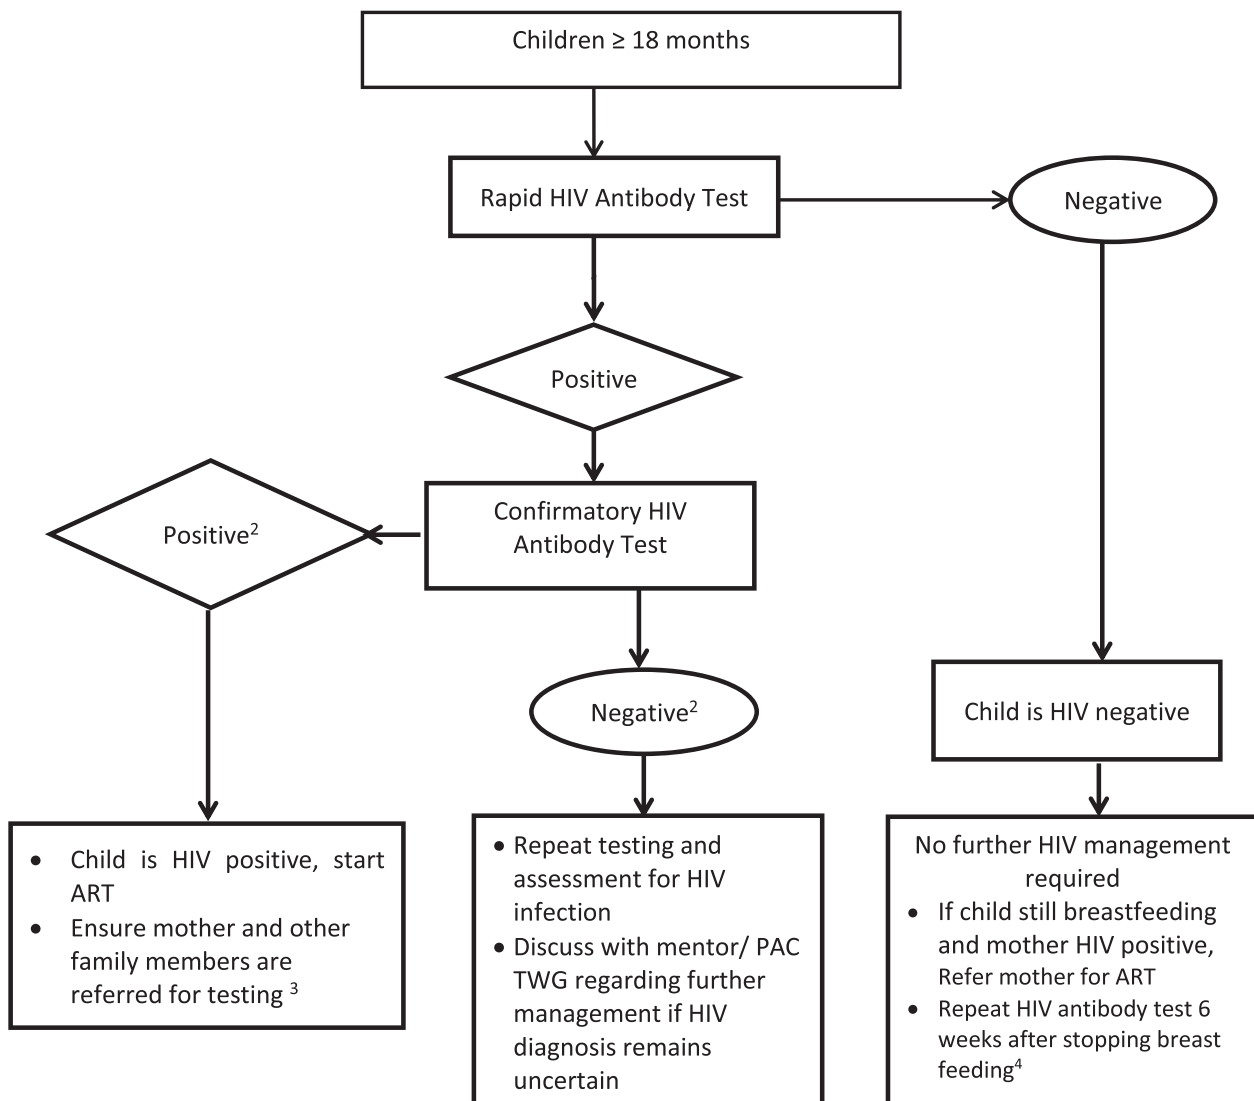 Children ≥ 18 months
Rapid HIV Antibody Test
Negative
Positive
Confirmatory HIV
Antibody Test
Positive²
Negative²
Child is HIV negative
• Child is HIV positive, start
ART
• Ensure mother and other
family members are
referred for testing ³
• Repeat testing and
assessment for HIV
infection
• Discuss with mentor/ PAC
TWG regarding further
management if HIV
diagnosis remains
uncertain
No further HIV management
required
• If child still breastfeeding
and mother HIV positive,
Refer mother for ART
• Repeat HIV antibody test 6
weeks after stopping breast
feeding⁴